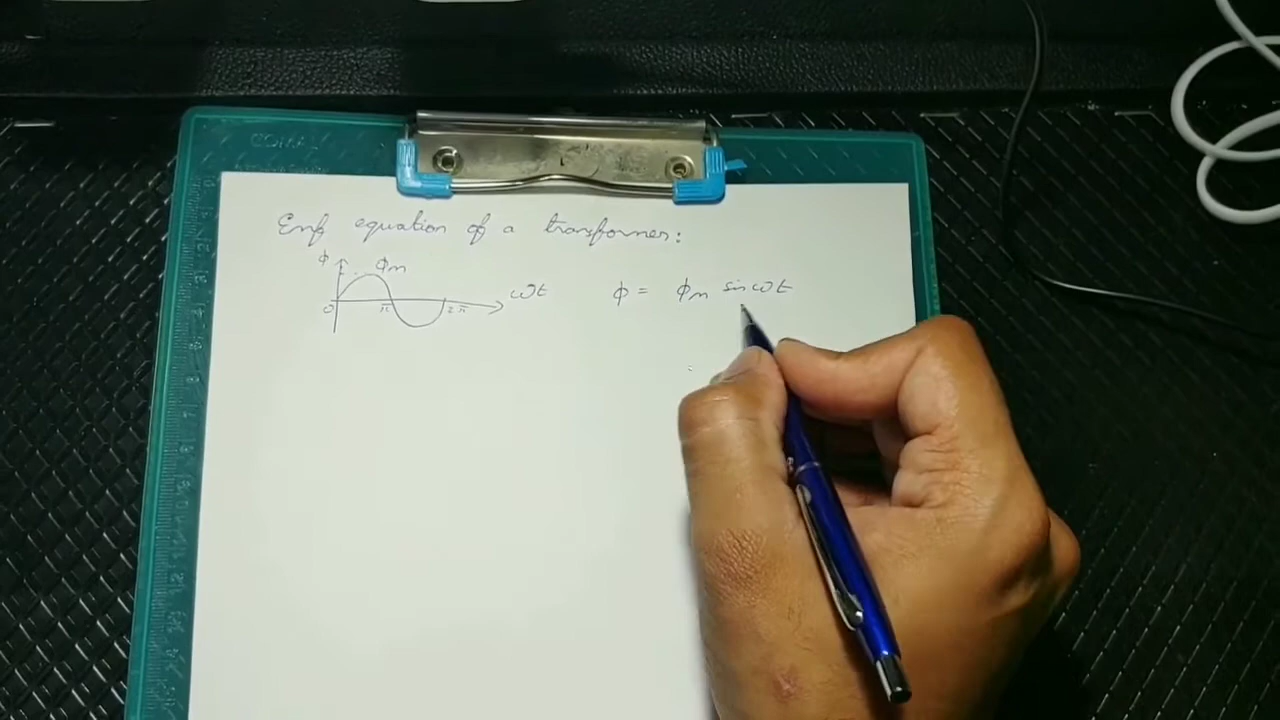 Emf equation of a transformer:
ϕ
ϕm
0 π 2π ωt
ϕ = ϕm sin ωt